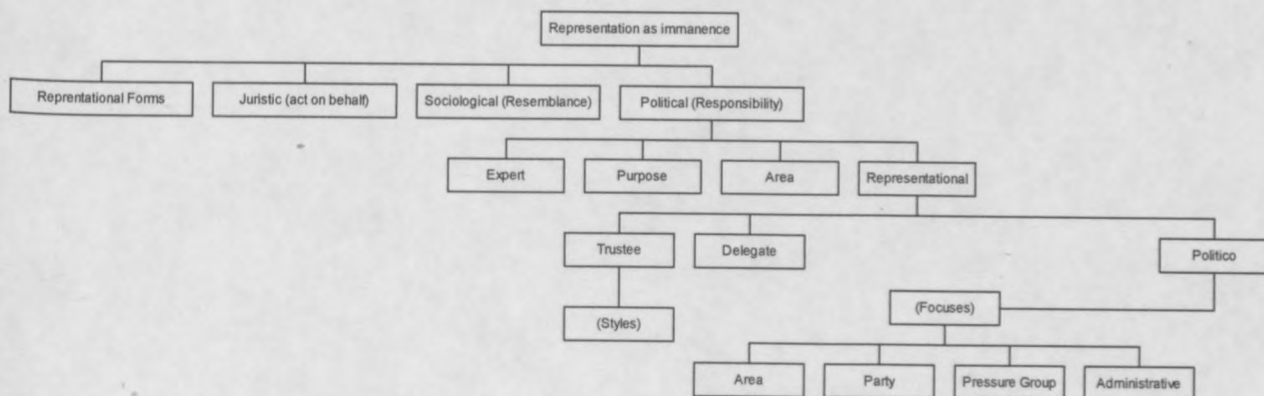 Representation as immanence
Reprentational Forms
Juristic (act on behalf)
Sociological (Resemblance)
Political (Responsibility)
Expert
Purpose
Area
Representational
Trustee
Delegate
Politico
(Focuses)
(Styles)
Area
Party
Pressure Group
Administrative